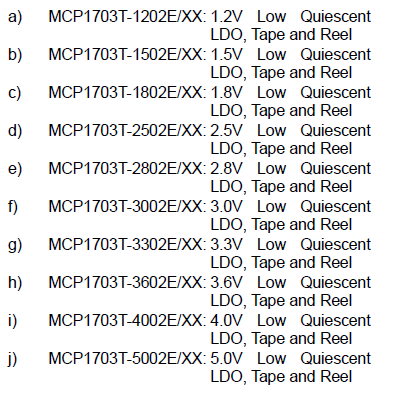 a) MCP1703T-1202E/XX: 1.2V Low Quiescent
LDO, Tape and Reel
b) MCP1703T-1502E/XX: 1.5V Low Quiescent
LDO, Tape and Reel
c) MCP1703T-1802E/XX: 1.8V Low Quiescent
LDO, Tape and Reel
d) MCP1703T-2502E/XX: 2.5V Low Quiescent
LDO, Tape and Reel
e) MCP1703T-2802E/XX: 2.8V Low Quiescent
LDO, Tape and Reel
f) MCP1703T-3002E/XX: 3.0V Low Quiescent
LDO, Tape and Reel
g) MCP1703T-3302E/XX: 3.3V Low Quiescent
LDO, Tape and Reel
h) MCP1703T-3602E/XX: 3.6V Low Quiescent
LDO, Tape and Reel
i) MCP1703T-4002E/XX: 4.0V Low Quiescent
LDO, Tape and Reel
j) MCP1703T-5002E/XX: 5.0V Low Quiescent
LDO, Tape and Reel